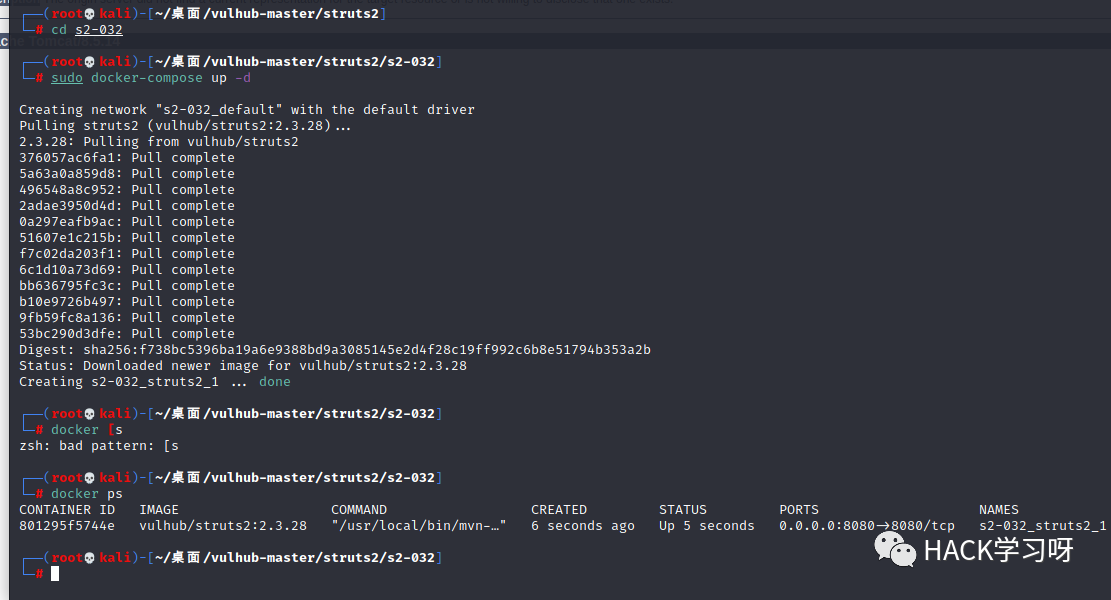 ┌──(root💀kali)-[~/桌面/vulhub-master/struts2]
└─# cd s2-032
┌──(root💀kali)-[~/桌面/vulhub-master/struts2/s2-032]
└─# sudo docker-compose up -d
Creating network "s2-032_default" with the default driver
Pulling struts2 (vulhub/struts2:2.3.28)...
2.3.28: Pulling from vulhub/struts2
376057ac6fa1: Pull complete
5a63a0a859d8: Pull complete
496548a8c952: Pull complete
2adae3950d4d: Pull complete
0a297eafb9ac: Pull complete
51607e1c215b: Pull complete
f7c02da203f1: Pull complete
6c1d10a73d69: Pull complete
bb636795fc3c: Pull complete
b10e9726b497: Pull complete
9fb59fc8a136: Pull complete
53bc290d3dfe: Pull complete
Digest: sha256:f738bc5396ba19a6e9388bd9a3085145e2d4f28c19ff992c6b8e51794b353a2b
Status: Downloaded newer image for vulhub/struts2:2.3.28
Creating s2-032_struts2_1 ... done
┌──(root💀kali)-[~/桌面/vulhub-master/struts2/s2-032]
└─# docker [s
zsh: bad pattern: [s
┌──(root💀kali)-[~/桌面/vulhub-master/struts2/s2-032]
└─# docker ps
CONTAINER ID IMAGE COMMAND CREATED STATUS PORTS NAMES
801295f5744e vulhub/struts2:2.3.28 "/usr/local/bin/mvn-…" 6 seconds ago Up 5 seconds 0.0.0.0:8080→8080/tcp s2-032_struts2_1
┌──(root💀kali)-[~/桌面/vulhub-master/struts2/s2-032]
└─#
HACK学习呀